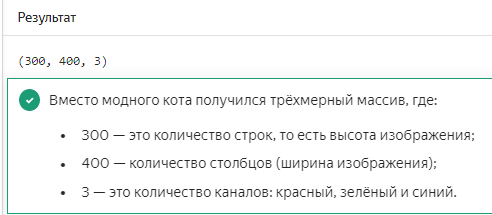 Результат
(300, 400, 3)
Вместо модного кота получился трёхмерный массив, где:
• 300 — это количество строк, то есть высота изображения;
• 400 — количество столбцов (ширина изображения);
• 3 — это количество каналов: красный, зелёный и синий.